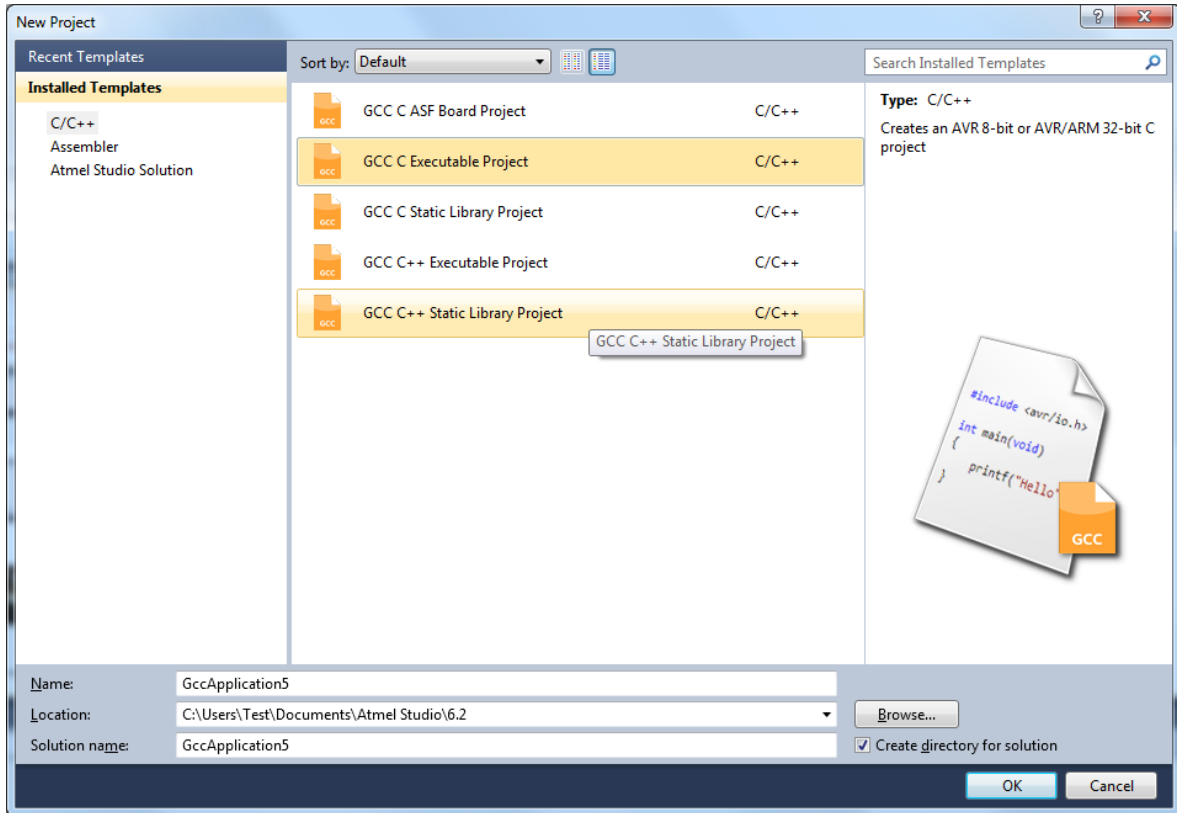 New Project
?
X
Recent Templates
Installed Templates
C/C++
Assembler
Atmel Studio Solution
Sort by: Default
Search Installed Templates
GCC
GCC C ASF Board Project C/C++
GCC
GCC C Executable Project C/C++
GCC
GCC C Static Library Project C/C++
GCC
GCC C++ Executable Project C/C++
GCC
GCC C++ Static Library Project C/C++
GCC C++ Static Library Project
Type: C/C++
Creates an AVR 8-bit or AVR/ARM 32-bit C
project
#include <avr/io.h>
int main(void)
{
printf("Hello"
}
GCC
Name: GccApplication5
Location: C:\Users\Test\Documents\Atmel Studio\6.2
Browse...
Solution name: GccApplication5
Create directory for solution
OK
Cancel